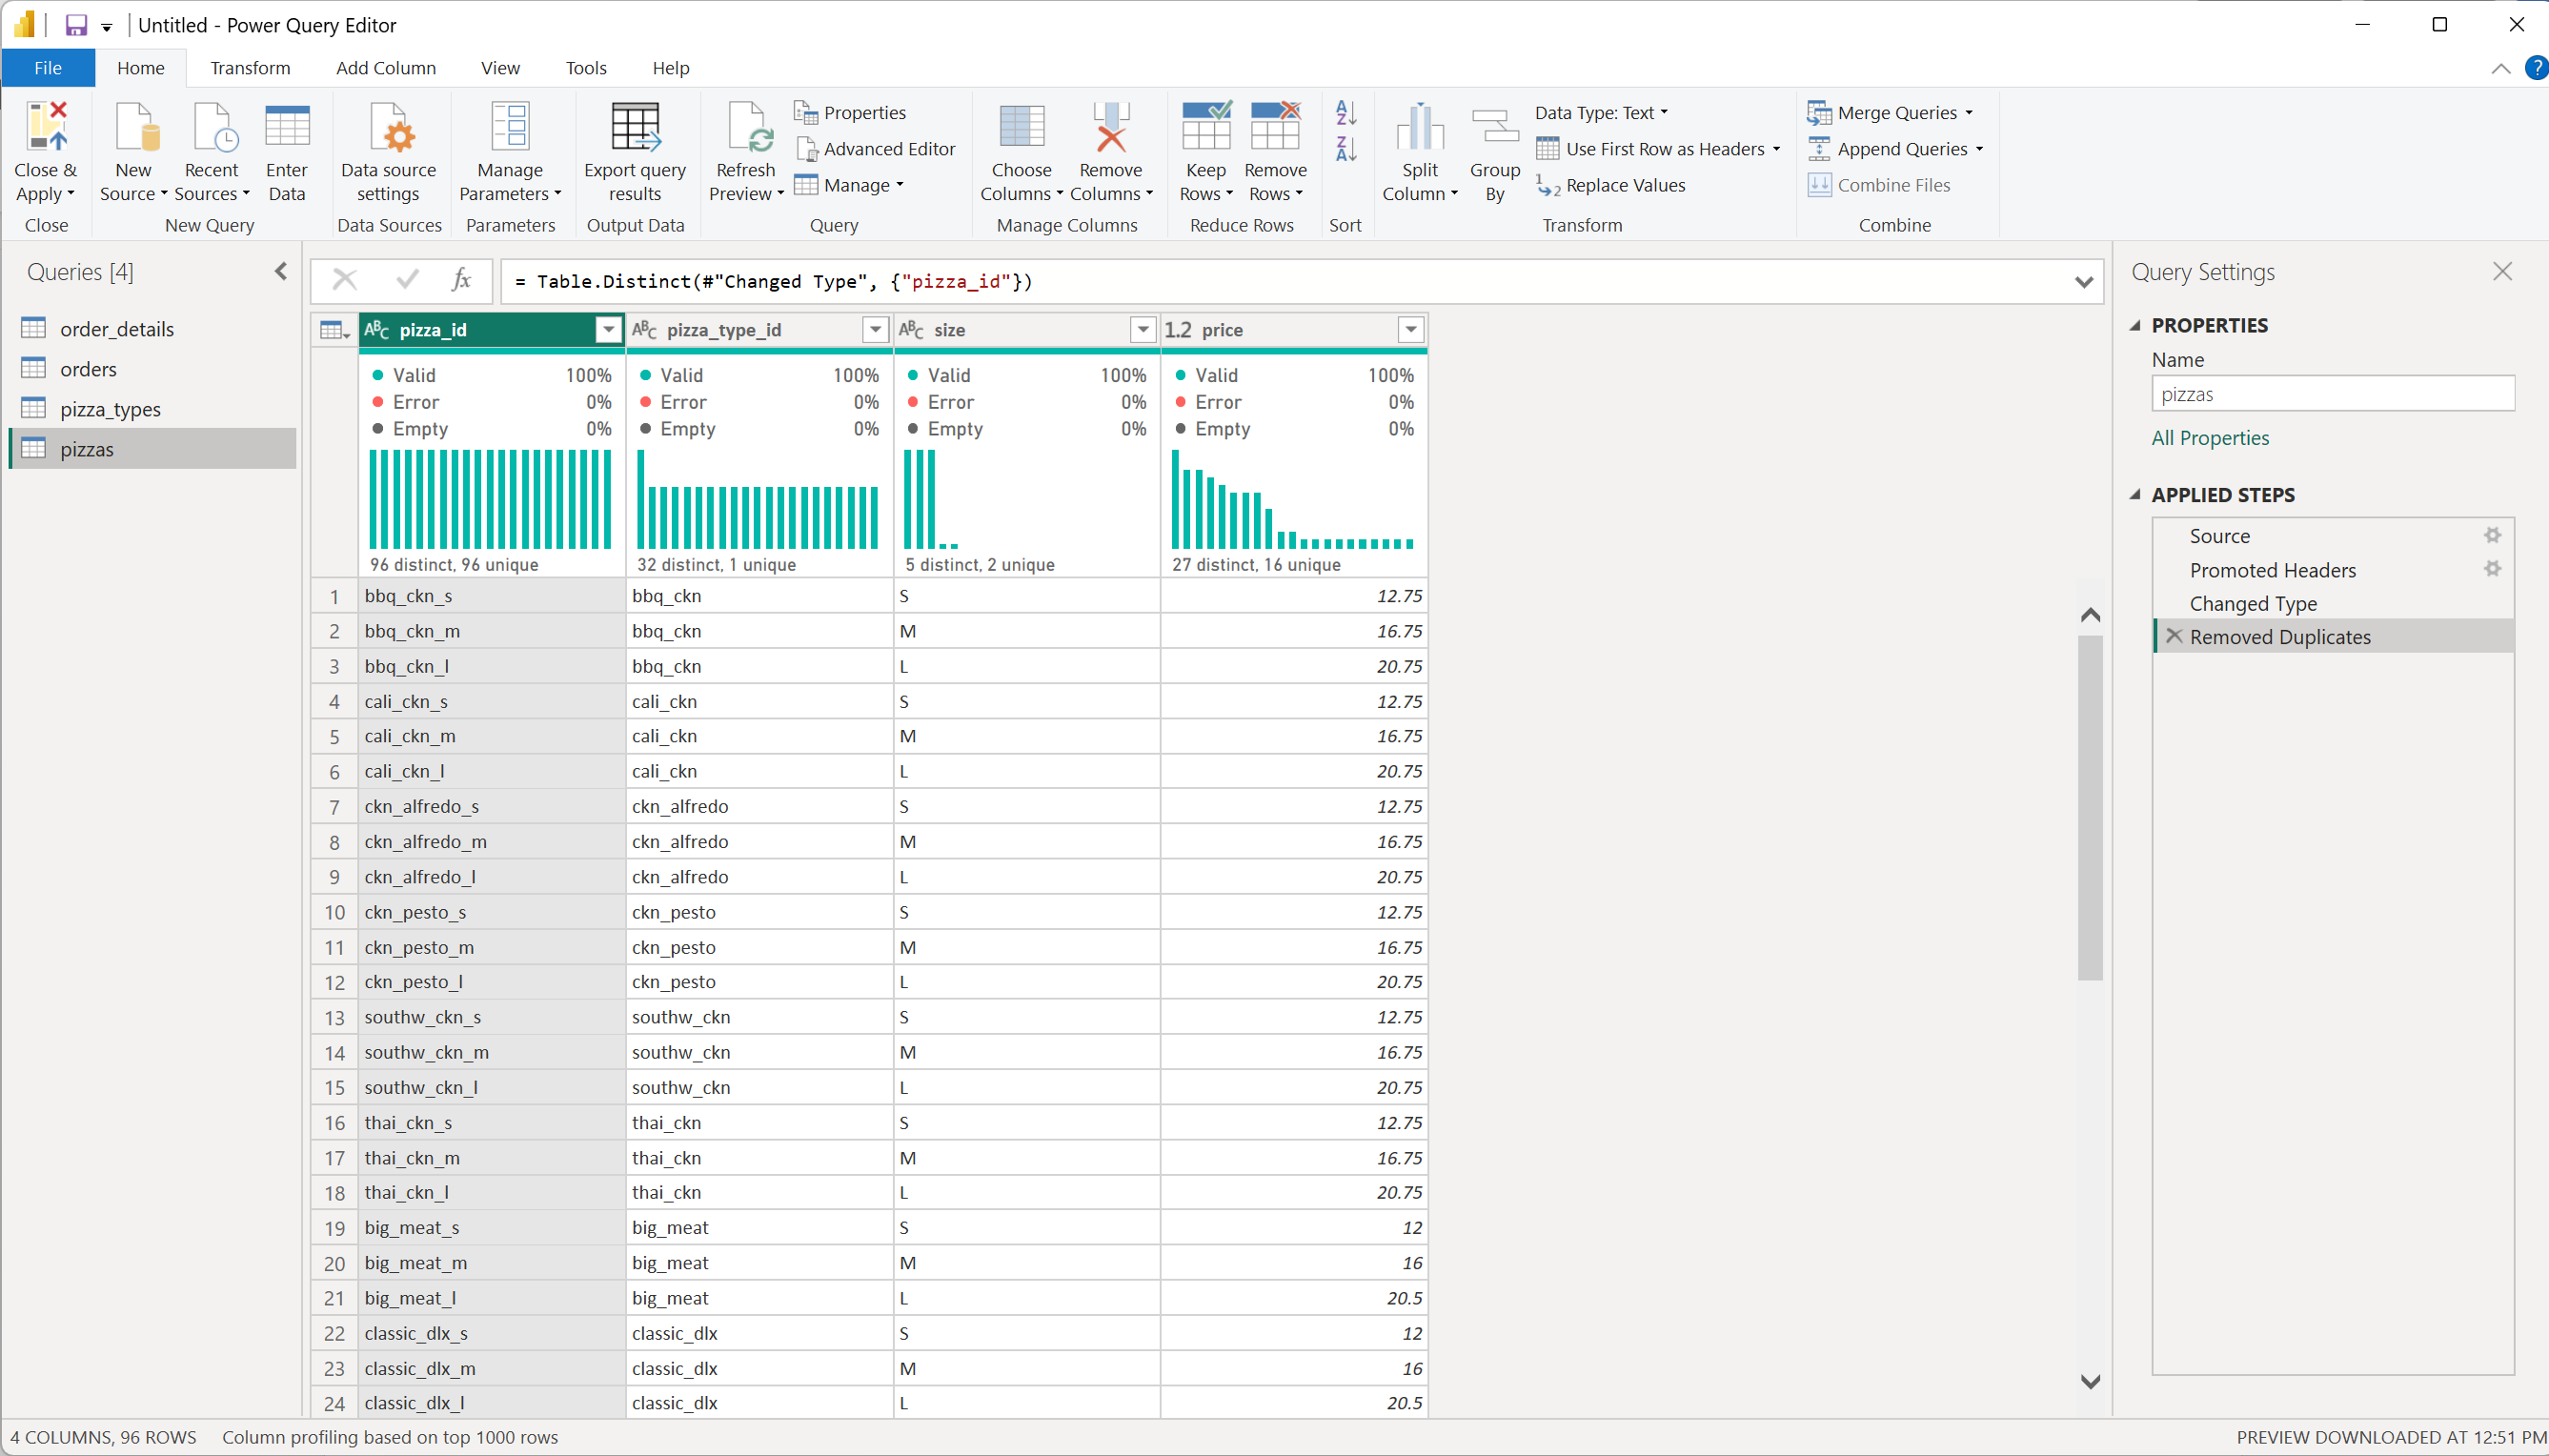 Untitled - Power Query Editor
File Home Transform Add Column View Tools Help
Close & Apply
New Source
Recent Sources
Enter Data
Data source settings
Manage Parameters
Export query results
Refresh Preview
Properties
Advanced Editor
Manage
Choose Columns
Remove Columns
Keep Rows
Remove Rows
Split Column
Group By
Data Type: Text
Use First Row as Headers
Replace Values
Merge Queries
Append Queries
Combine Files
Close New Query Data Sources Parameters Output Data Query Manage Columns Reduce Rows Sort Transform Combine
Queries [4]
order_details
orders
pizza_types
pizzas
fx = Table.Distinct(#"Changed Type", {"pizza_id"})
ABC pizza_id ABC pizza_type_id ABC size 1.2 price
Valid 100% Valid 100% Valid 100% Valid 100%
Error 0% Error 0% Error 0% Error 0%
Empty 0% Empty 0% Empty 0% Empty 0%
96 distinct, 96 unique 32 distinct, 1 unique 5 distinct, 2 unique 27 distinct, 16 unique
1 bbq_ckn_s bbq_ckn S 12.75
2 bbq_ckn_m bbq_ckn M 16.75
3 bbq_ckn_l bbq_ckn L 20.75
4 cali_ckn_s cali_ckn S 12.75
5 cali_ckn_m cali_ckn M 16.75
6 cali_ckn_l cali_ckn L 20.75
7 ckn_alfredo_s ckn_alfredo S 12.75
8 ckn_alfredo_m ckn_alfredo M 16.75
9 ckn_alfredo_l ckn_alfredo L 20.75
10 ckn_pesto_s ckn_pesto S 12.75
11 ckn_pesto_m ckn_pesto M 16.75
12 ckn_pesto_l ckn_pesto L 20.75
13 southw_ckn_s southw_ckn S 12.75
14 southw_ckn_m southw_ckn M 16.75
15 southw_ckn_l southw_ckn L 20.75
16 thai_ckn_s thai_ckn S 12.75
17 thai_ckn_m thai_ckn M 16.75
18 thai_ckn_l thai_ckn L 20.75
19 big_meat_s big_meat S 12
20 big_meat_m big_meat M 16
21 big_meat_l big_meat L 20.5
22 classic_dlx_s classic_dlx S 12
23 classic_dlx_m classic_dlx M 16
24 classic_dlx_l classic_dlx L 20.5
Query Settings
PROPERTIES
Name
pizzas
All Properties
APPLIED STEPS
Source
Promoted Headers
Changed Type
Removed Duplicates
4 COLUMNS, 96 ROWS Column profiling based on top 1000 rows PREVIEW DOWNLOADED AT 12:51 PM